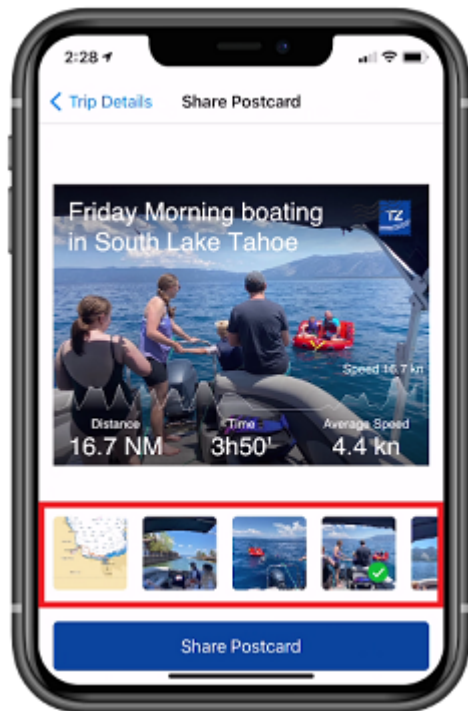 2:28
Trip Details Share Postcard
Friday Morning boating
in South Lake Tahoe
TZ
Speed 16.7 kn
Distance Time Average Speed
16.7 NM 3h50' 4.4 kn
Share Postcard